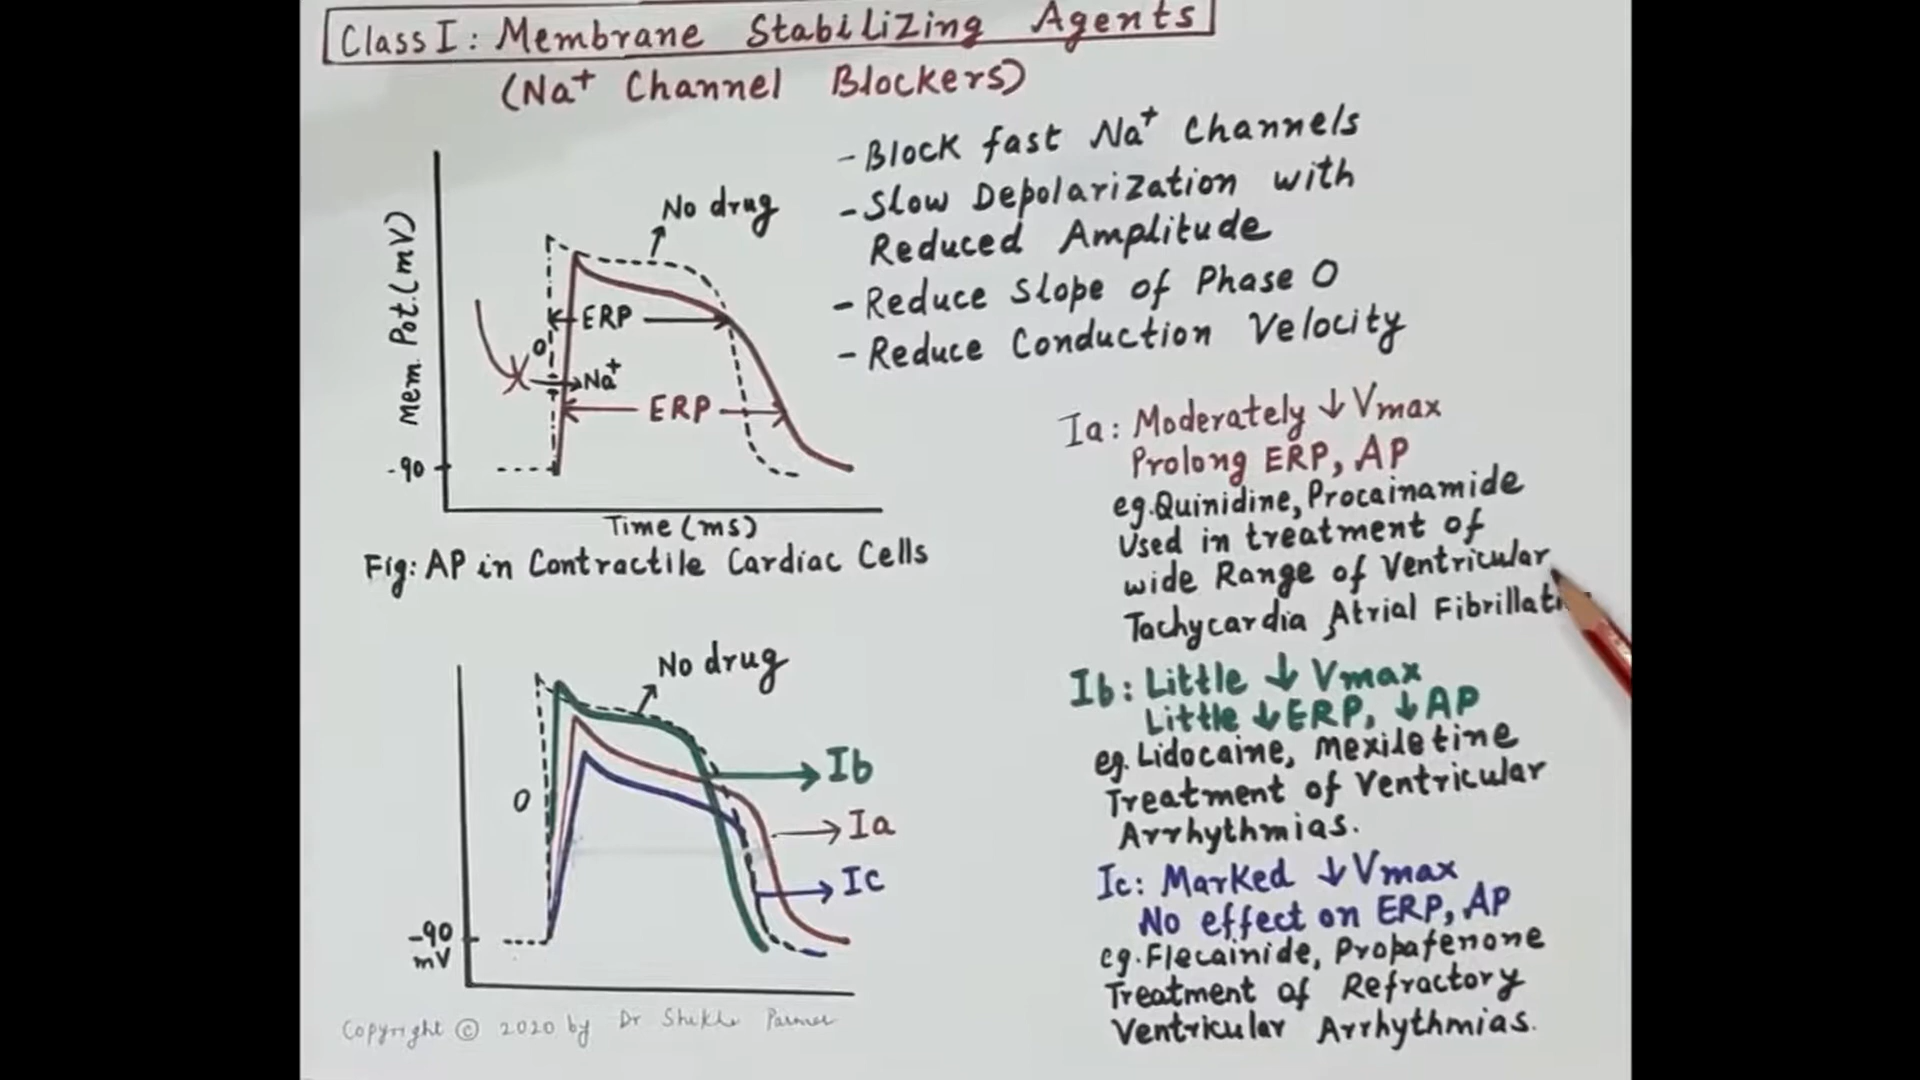 Class I: Membrane Stabilizing Agents
(Na+ Channel Blockers)
- Block fast Na+ Channels
- Slow Depolarization with
Reduced Amplitude
- Reduce Slope of Phase 0
- Reduce Conduction Velocity
Mem. Pot. (mV)
No drug
ERP
0
Na+
ERP
-90
Time (ms)
Fig: AP in Contractile Cardiac Cells
Ia: Moderately ↓ Vmax
Prolong ERP, AP
eg. Quinidine, Procainamide
Used in treatment of
wide Range of Ventricular
Tachycardia, Atrial
No drug
0
Ib
Ia
Ic
-90
mV
Ib: Little ↓ Vmax
Little ↓ ERP, ↓ AP
eg. Lidocaine, Mexiletine
Treatment of Ventricular
Arrhythmias.
Ic: Marked ↓ Vmax
No effect on ERP, AP
eg. Flecainide, Propafenone
Treatment of Refractory
Ventricular Arrhythmias.
Copyright © 2020 by Dr